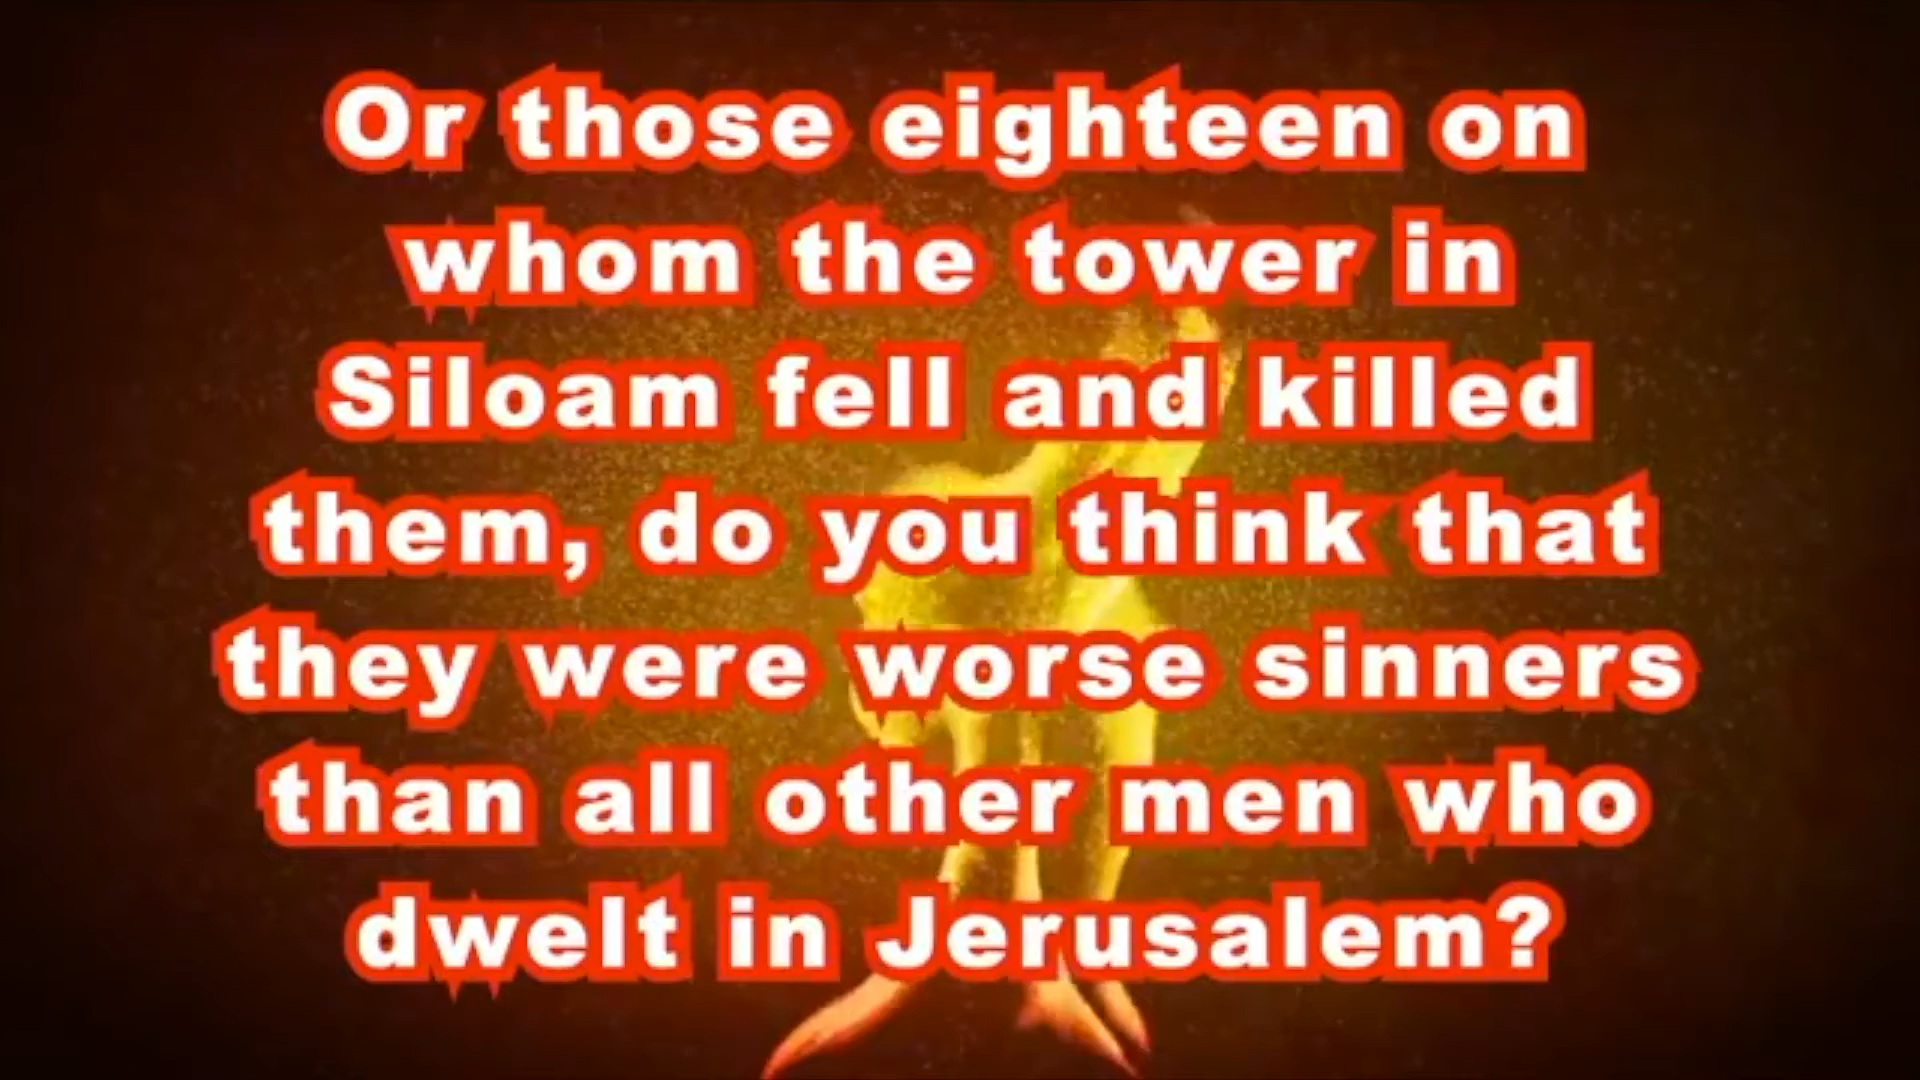 Or those eighteen on
whom the tower in
Siloam fell and killed
them, do you think that
they were worse sinners
than all other men who
dwelt in Jerusalem?